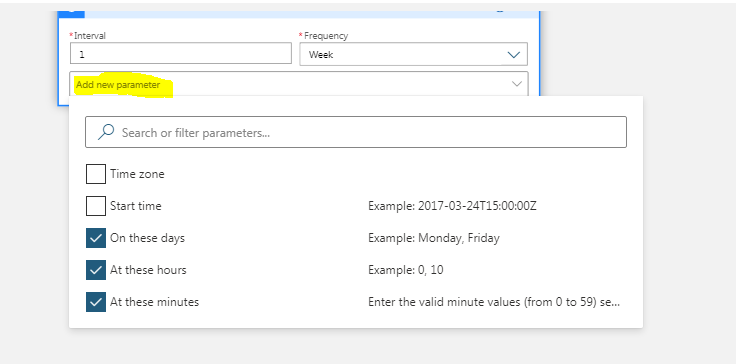 *Interval
*Frequency
1
Week
Add new parameter
Search or filter parameters...
Time zone
Start time Example: 2017-03-24T15:00:00Z
On these days Example: Monday, Friday
At these hours Example: 0, 10
At these minutes Enter the valid minute values (from 0 to 59) se...